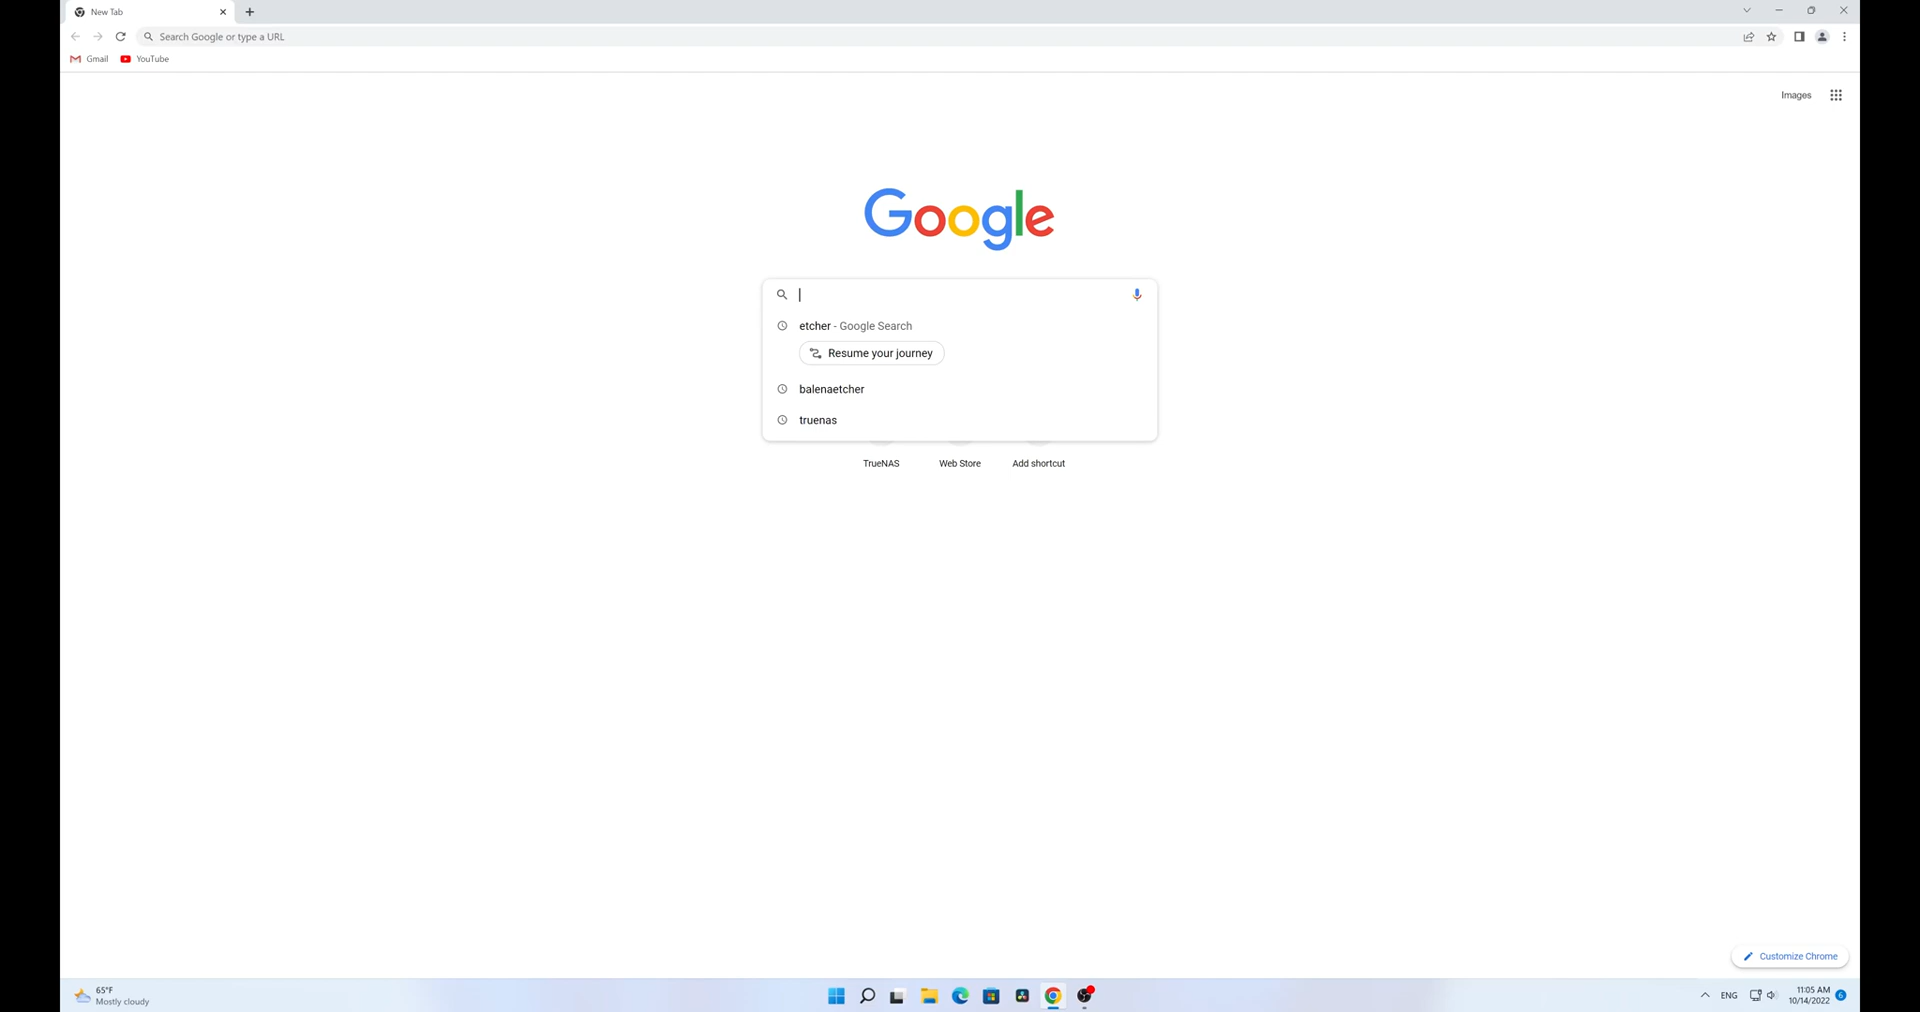 New Tab
Search Google or type a URL
Gmail YouTube
Images
Google
etcher - Google Search
Resume your journey
balenaetcher
truenas
TrueNAS Web Store Add shortcut
Customize Chrome
65°F
Mostly cloudy
ENG
11:05 AM
10/14/2022
6